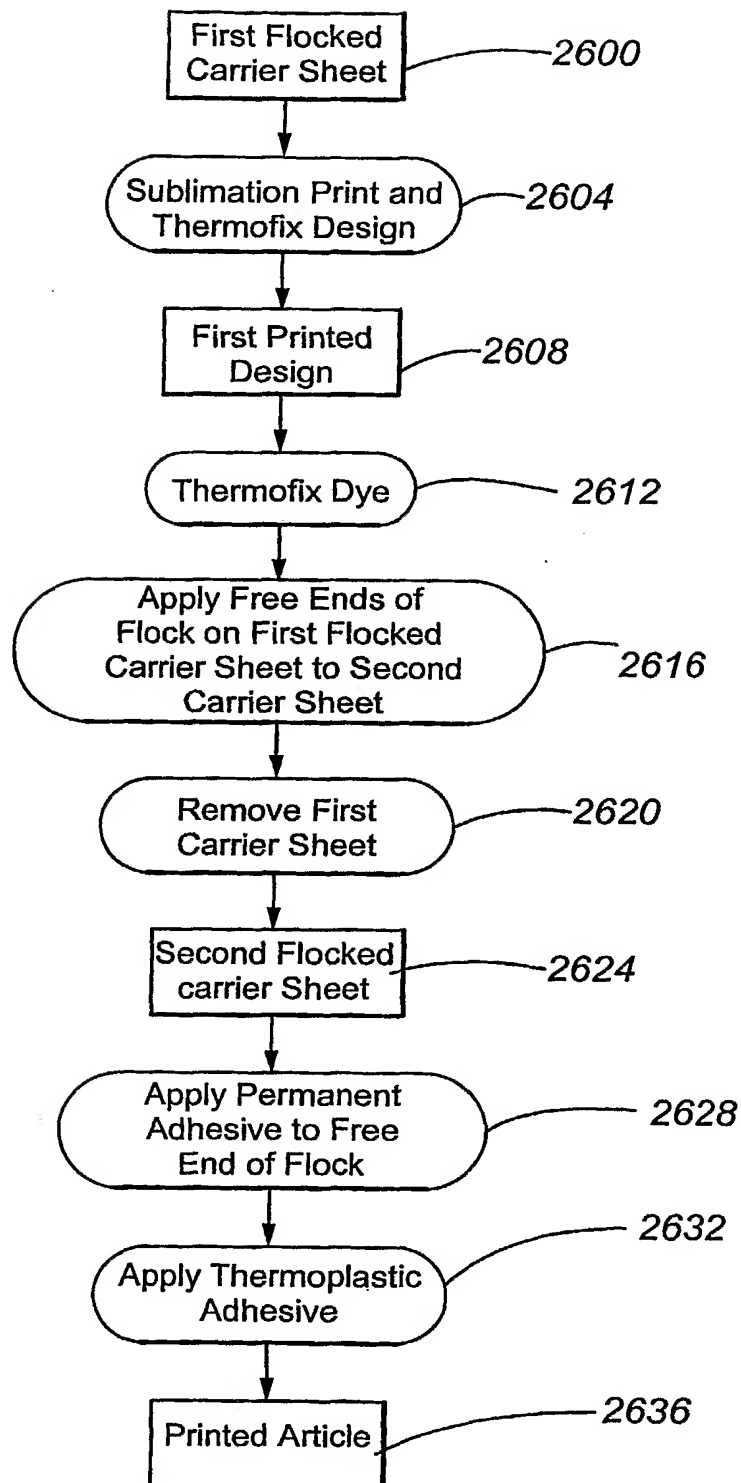 First Flocked
Carrier Sheet
2600
Sublimation Print and
Thermofix Design
2604
First Printed
Design
2608
Thermofix Dye
2612
Apply Free Ends of
Flock on First Flocked
Carrier Sheet to Second
Carrier Sheet
2616
Remove First
Carrier Sheet
2620
Second Flocked
carrier Sheet
2624
Apply Permanent
Adhesive to Free
End of Flock
2628
Apply Thermoplastic
Adhesive
2632
Printed Article
2636